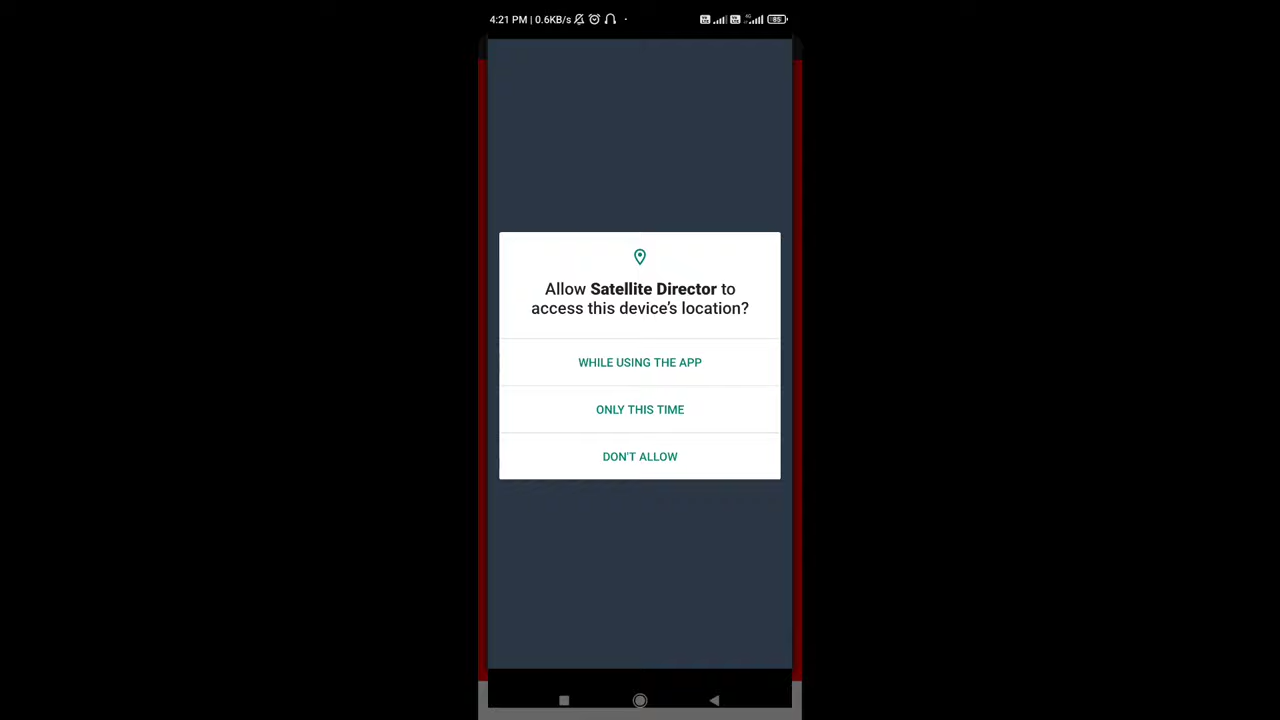 4:21 PM | 0.6KB/s 85
Allow Satellite Director to
access this device's location?
WHILE USING THE APP
ONLY THIS TIME
DON'T ALLOW